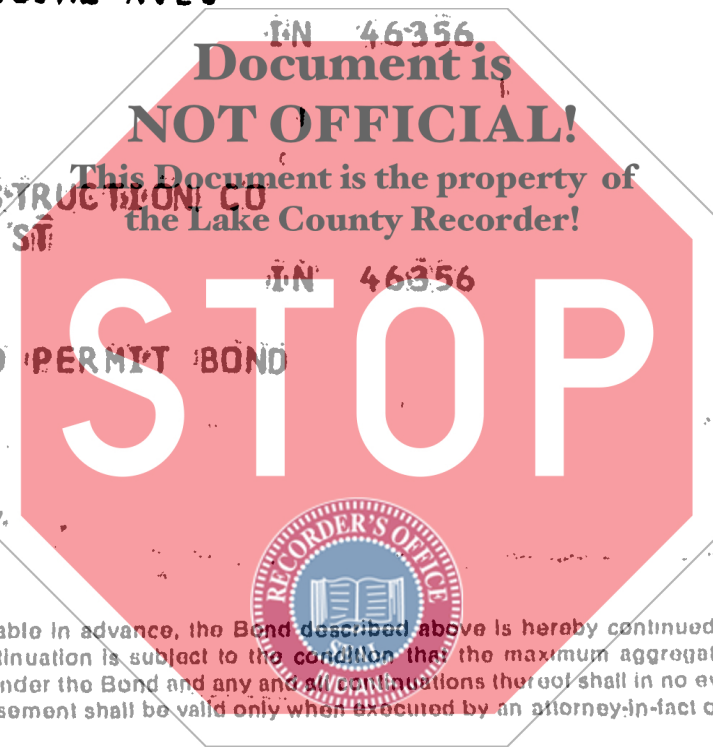 IN 46356
Document is
NOT OFFICIAL!
This Document is the property of
STRUCTION CO
the Lake County Recorder!
ST
IN 46356
STOP
PERMIT BOND
RECORDER'S OFFICE
INDIANA
able in advance, the Bond described above is hereby continued
tinuation is subject to the condition that the maximum aggregat
nder the Bond and any and all continuations thereof shall in no ev
sement shall be valid only when executed by an attorney-in-fact o